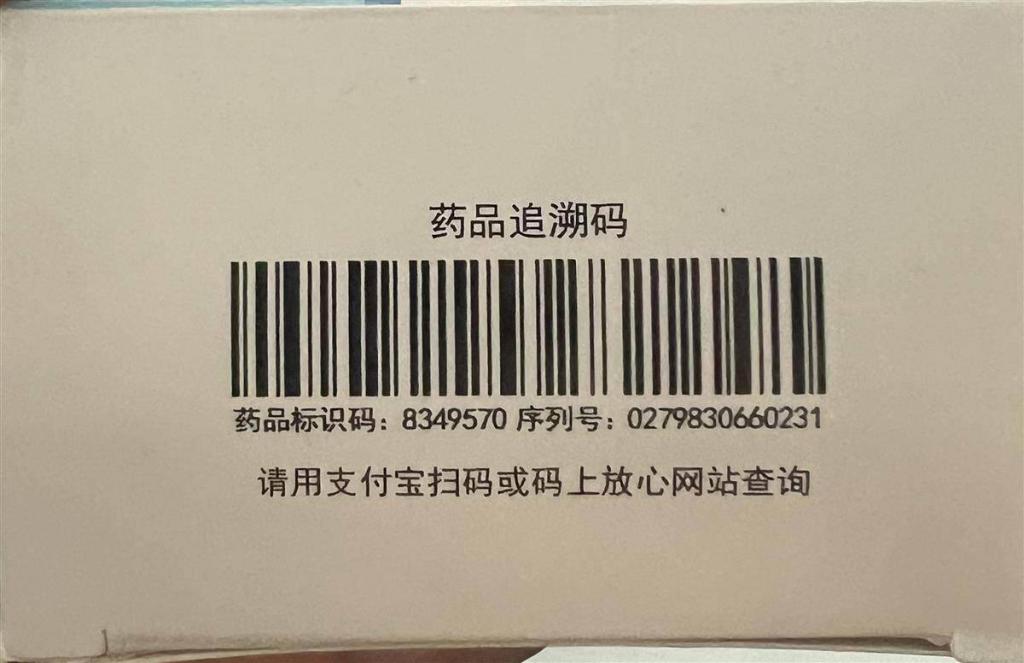 药品追溯码
药品标识码：8349570 序列号：0279830660231
请用支付宝扫码或码上放心网站查询